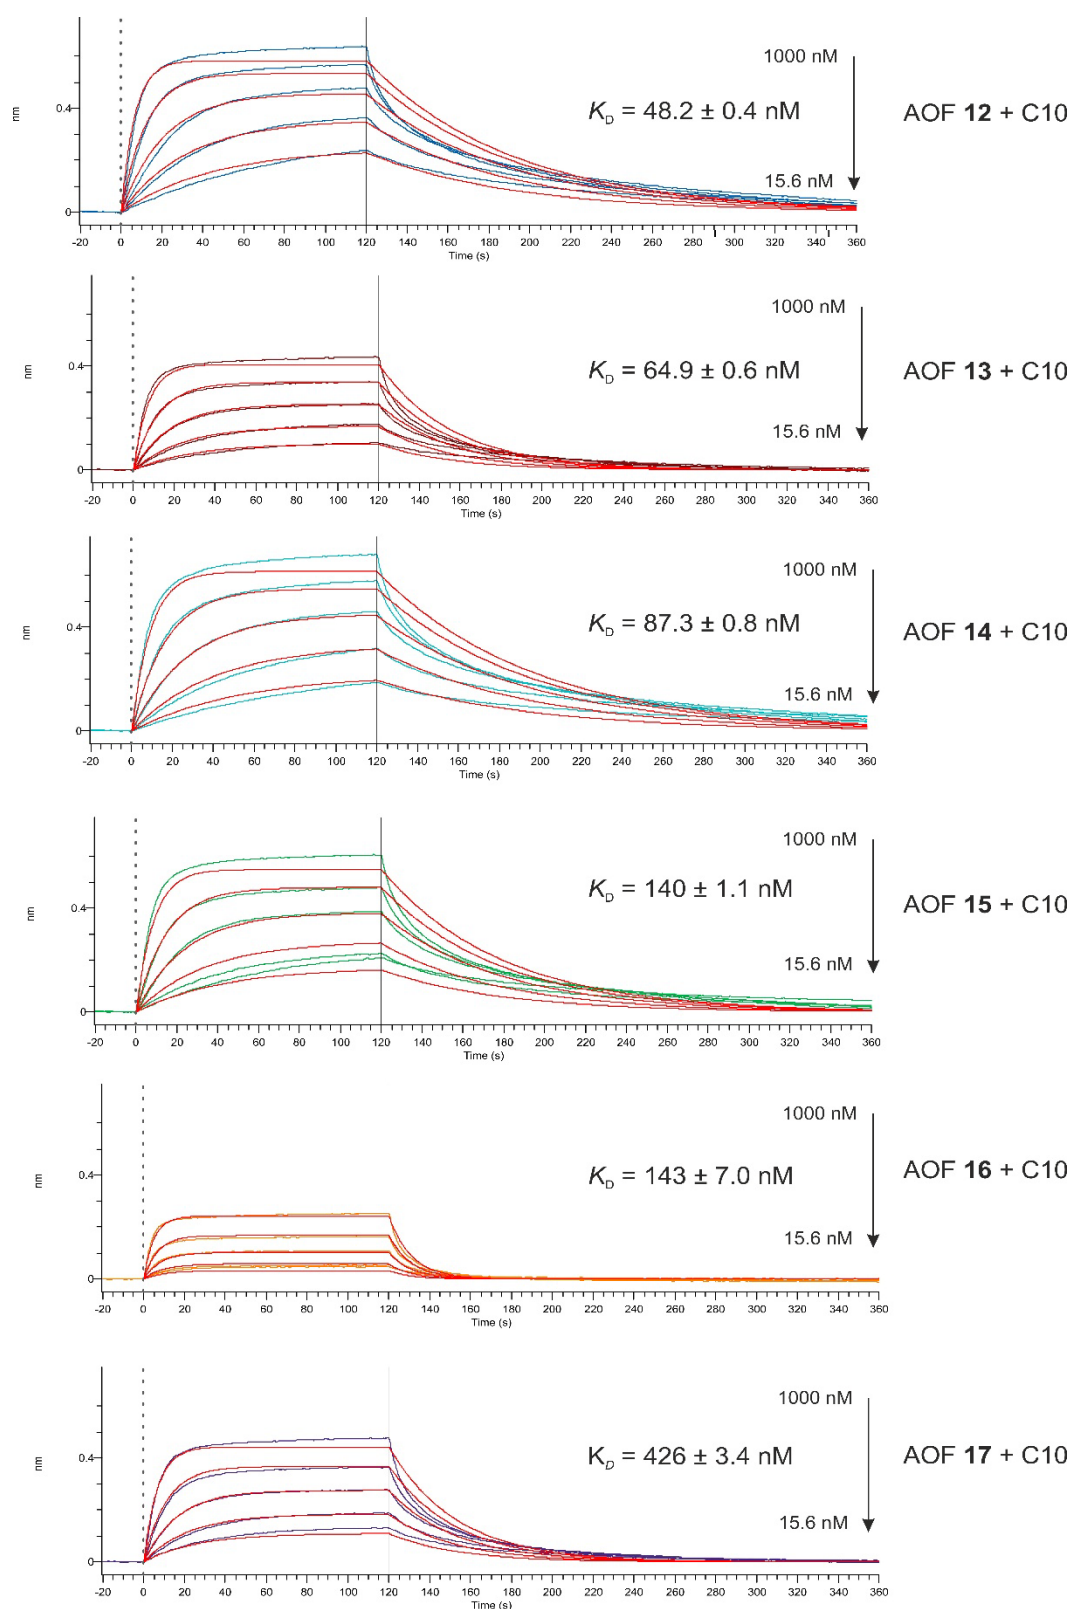 1000 nM
nm
0.4
K_D = 48.2 ± 0.4 nM
AOF 12 + C10
15.6 nM
0
-20 0 20 40 60 80 100 120 140 160 180 200 220 240 260 280 300 320 340 360
Time (s)
1000 nM
nm
0.4
K_D = 64.9 ± 0.6 nM
AOF 13 + C10
15.6 nM
0
-20 0 20 40 60 80 100 120 140 160 180 200 220 240 260 280 300 320 340 360
Time (s)
1000 nM
nm
0.4
K_D = 87.3 ± 0.8 nM
AOF 14 + C10
15.6 nM
0
-20 0 20 40 60 80 100 120 140 160 180 200 220 240 260 280 300 320 340 360
Time (s)
1000 nM
nm
0.4
K_D = 140 ± 1.1 nM
AOF 15 + C10
15.6 nM
0
-20 0 20 40 60 80 100 120 140 160 180 200 220 240 260 280 300 320 340 360
Time (s)
1000 nM
nm
0.4
K_D = 143 ± 7.0 nM
AOF 16 + C10
15.6 nM
0
-20 0 20 40 60 80 100 120 140 160 180 200 220 240 260 280 300 320 340 360
Time (s)
1000 nM
nm
0.4
K_D = 426 ± 3.4 nM
AOF 17 + C10
15.6 nM
0
-20 0 20 40 60 80 100 120 140 160 180 200 220 240 260 280 300 320 340 360
Time (s)